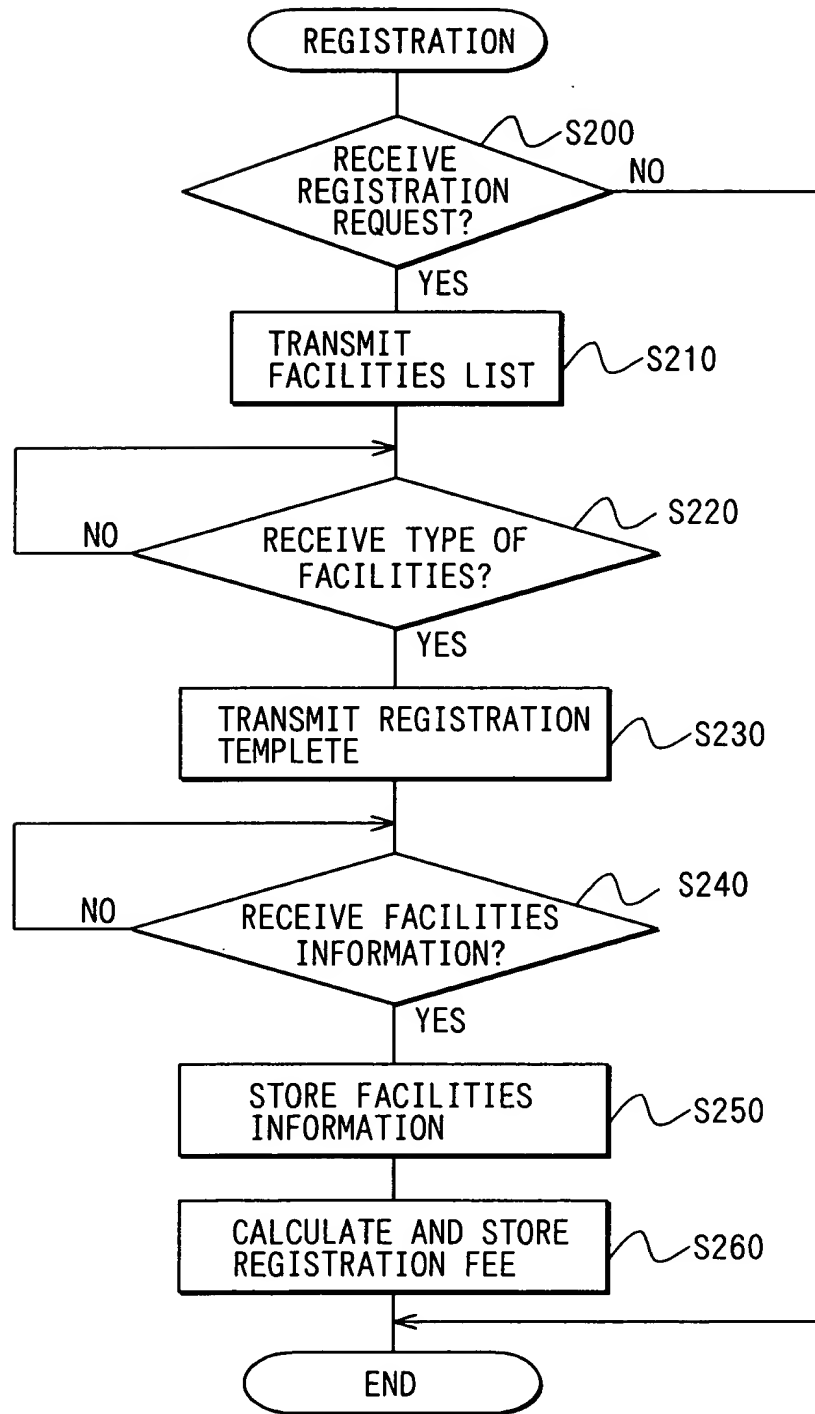 REGISTRATION
S200
RECEIVE
REGISTRATION
REQUEST?
NO
YES
TRANSMIT
FACILITIES LIST
S210
S220
NO
RECEIVE TYPE OF
FACILITIES?
YES
TRANSMIT REGISTRATION
TEMPLETE
S230
S240
NO
RECEIVE FACILITIES
INFORMATION?
YES
STORE FACILITIES
INFORMATION
S250
CALCULATE AND STORE
REGISTRATION FEE
S260
END